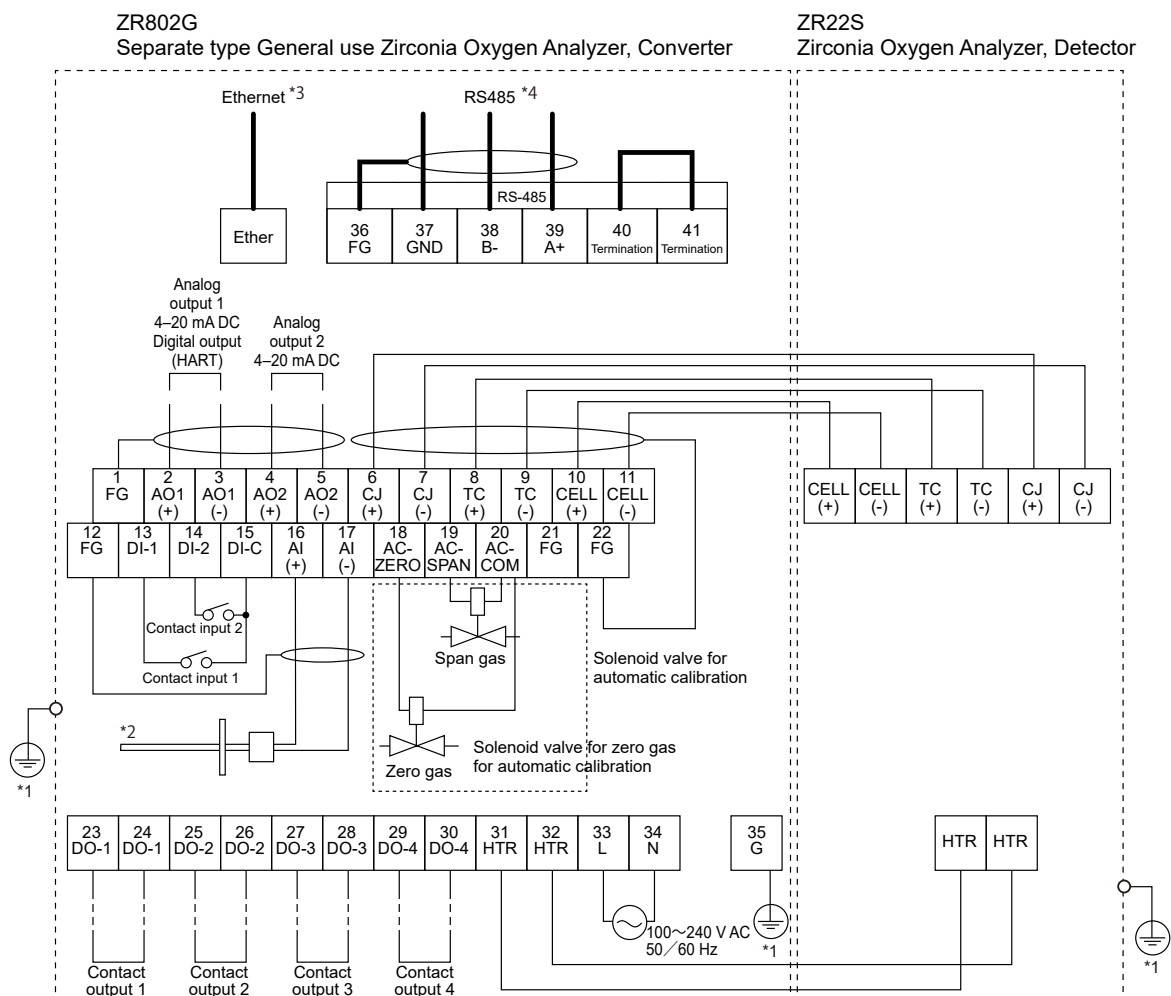 ZR802G
Separate type General use Zirconia Oxygen Analyzer, Converter
ZR22S
Zirconia Oxygen Analyzer, Detector
Ethernet *3
RS485 *4
RS-485
Ether
36 FG
37 GND
38 B-
39 A+
40 Termination
41 Termination
Analog
output 1
4–20 mA DC
Digital output
(HART)
Analog
output 2
4–20 mA DC
1 FG
2 AO1 (+)
3 AO1 (-)
4 AO2 (+)
5 AO2 (-)
6 CJ (+)
7 CJ (-)
8 TC (+)
9 TC (-)
10 CELL (+)
11 CELL (-)
CELL (+)
CELL (-)
TC (+)
TC (-)
CJ (+)
CJ (-)
12 FG
13 DI-1
14 DI-2
15 DI-C
16 AI (+)
17 AI (-)
18 AC-ZERO
19 AC-SPAN
20 AC-COM
21 FG
22 FG
Contact input 2
Contact input 1
Span gas
Solenoid valve for
automatic calibration
*2
Zero gas
Solenoid valve for zero gas
for automatic calibration
*1
23 DO-1
24 DO-1
25 DO-2
26 DO-2
27 DO-3
28 DO-3
29 DO-4
30 DO-4
31 HTR
32 HTR
33 L
34 N
35 G
HTR
HTR
100～240 V AC
50／60 Hz
*1
*1
Contact
output 1
Contact
output 2
Contact
output 3
Contact
output 4